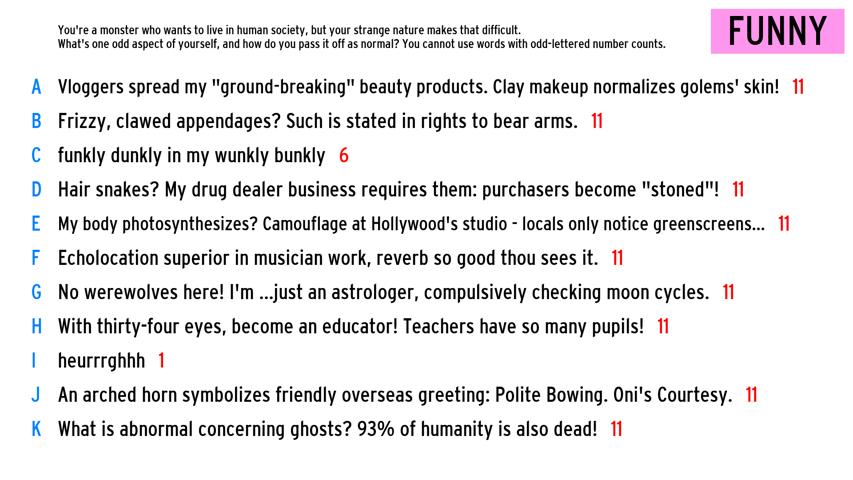 You're a monster who wants to live in human society, but your strange nature makes that difficult.
What's one odd aspect of yourself, and how do you pass it off as normal? You cannot use words with odd-lettered number counts.
FUNNY
A Vloggers spread my "ground-breaking" beauty products. Clay makeup normalizes golems' skin! 11
B Frizzy, clawed appendages? Such is stated in rights to bear arms. 11
C funkly dunkly in my wunkly bunkly 6
D Hair snakes? My drug dealer business requires them: purchasers become "stoned"! 11
E My body photosynthesizes? Camouflage at Hollywood's studio - locals only notice greenscreens... 11
F Echolocation superior in musician work, reverb so good thou sees it. 11
G No werewolves here! I'm ...just an astrologer, compulsively checking moon cycles. 11
H With thirty-four eyes, become an educator! Teachers have so many pupils! 11
I heurrrghhh 1
J An arched horn symbolizes friendly overseas greeting: Polite Bowing. Oni's Courtesy. 11
K What is abnormal concerning ghosts? 93% of humanity is also dead! 11